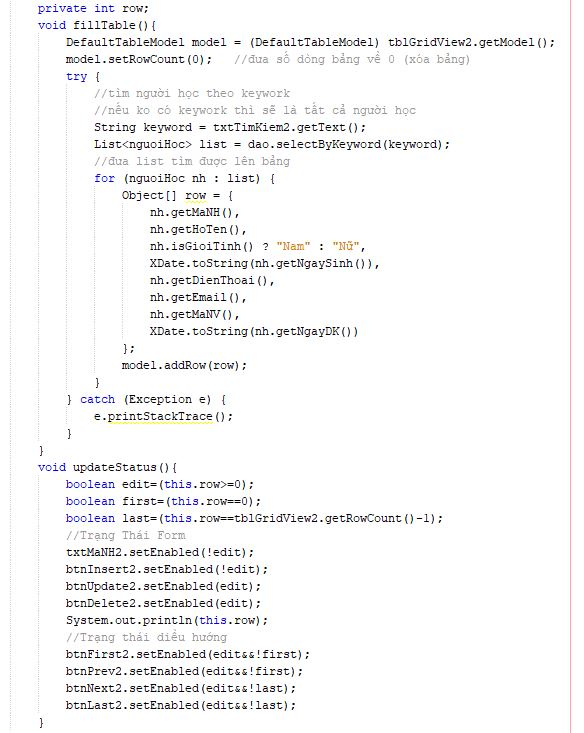 private int row;
void fillTable(){
DefaultTableModel model = (DefaultTableModel) tblGridView2.getModel();
model.setRowCount(0);   //đưa số dòng bảng về 0 (xóa bảng)
try {
//tìm người học theo keywork
//nếu ko có keywork thì sẽ là tất cả người học
String keyword = txtTimKiem2.getText();
List<nguoiHoc> list = dao.selectByKeyword(keyword);
//đưa list tìm được lên bảng
for (nguoiHoc nh : list) {
Object[] row = {
nh.getMaNH(),
nh.getHoTen(),
nh.isGioiTinh() ? "Nam" : "Nữ",
XDate.toString(nh.getNgaySinh()),
nh.getDienThoai(),
nh.getEmail(),
nh.getMaNV(),
XDate.toString(nh.getNgayDK())
};
model.addRow(row);
}
} catch (Exception e) {
e.printStackTrace();
}
}
void updateStatus(){
boolean edit=(this.row>=0);
boolean first=(this.row==0);
boolean last=(this.row==tblGridView2.getRowCount()-1);
//Trạng Thái Form
txtMaNH2.setEnabled(!edit);
btnInsert2.setEnabled(!edit);
btnUpdate2.setEnabled(edit);
btnDelete2.setEnabled(edit);
System.out.println(this.row);
//Trạng thái diều hướng
btnFirst2.setEnabled(edit&&!first);
btnPrev2.setEnabled(edit&&!first);
btnNext2.setEnabled(edit&&!last);
btnLast2.setEnabled(edit&&!last);
}